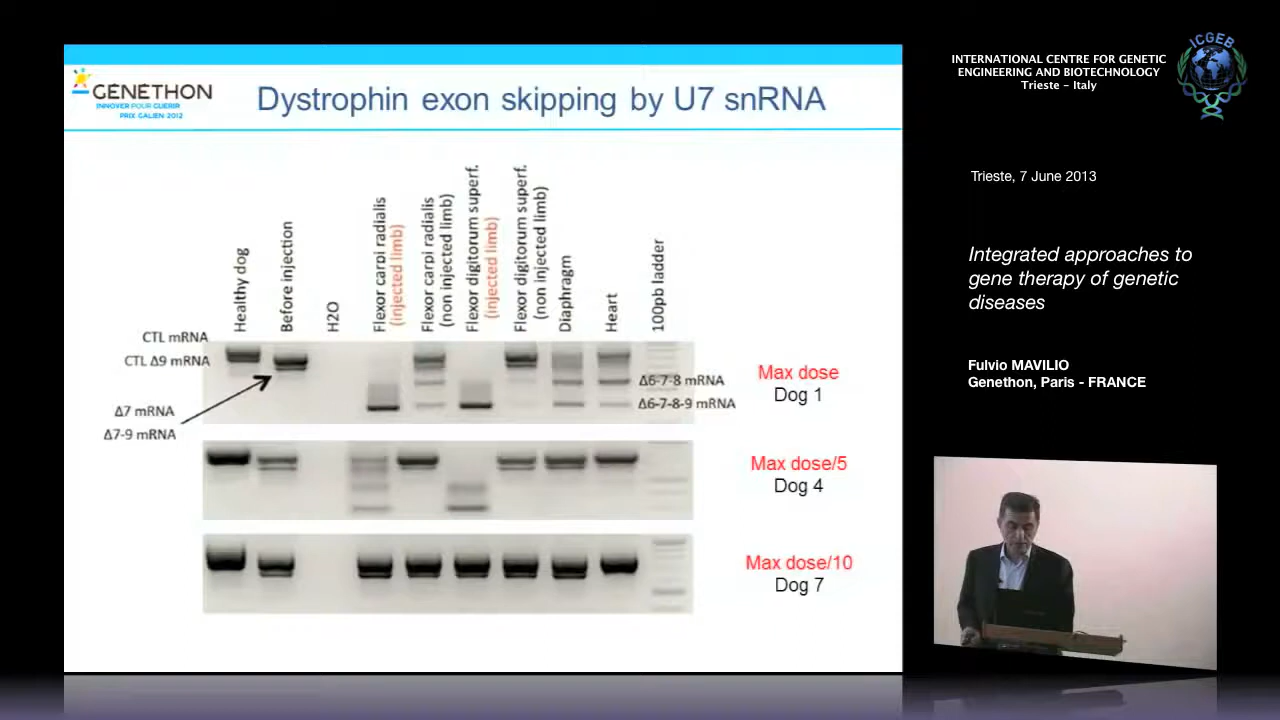 GENETHON
INNOVER POUR GUÉRIR
PRIX GALIEN 2012
Dystrophin exon skipping by U7 snRNA
Healthy dog
Before injection
H2O
Flexor carpi radialis
(injected limb)
Flexor carpi radialis
(non injected limb)
Flexor digitorum superf.
(injected limb)
Flexor digitorum superf.
(non injected limb)
Diaphragm
Heart
100pb ladder
CTL mRNA
CTL Δ9 mRNA
Δ7 mRNA
Δ7-9 mRNA
Δ6-7-8 mRNA
Δ6-7-8-9 mRNA
Max dose
Dog 1
Max dose/5
Dog 4
Max dose/10
Dog 7
INTERNATIONAL CENTRE FOR GENETIC
ENGINEERING AND BIOTECHNOLOGY
Trieste - Italy
ICGEB
Trieste, 7 June 2013
Integrated approaches to
gene therapy of genetic
diseases
Fulvio MAVILIO
Genethon, Paris - FRANCE